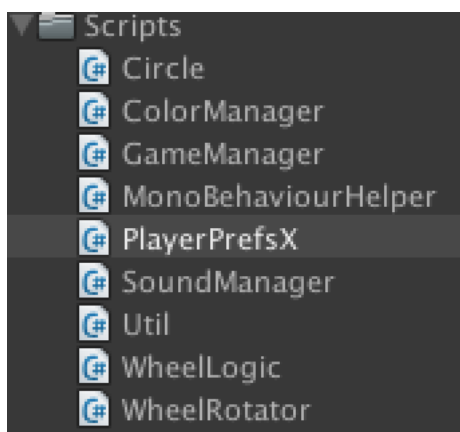 Scripts
C# Circle
C# ColorManager
C# GameManager
C# MonoBehaviourHelper
C# PlayerPrefsX
C# SoundManager
C# Util
C# WheelLogic
C# WheelRotator